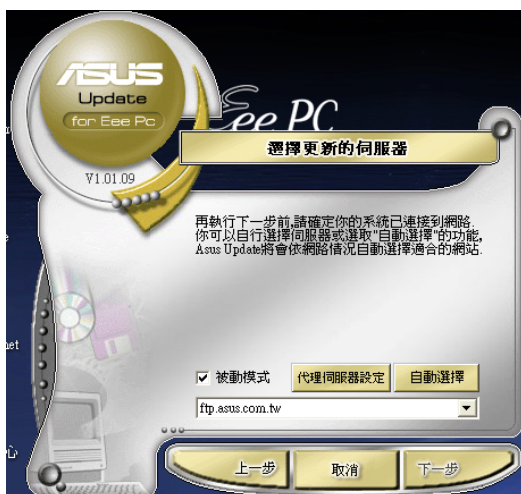 ASUS
Update
for Eee Pc
Eee PC
V1.01.09
選擇更新的伺服器
再執行下一步前,請確定你的系統已連接到網路.
你可以自行選擇伺服器或選取"自動選擇"的功能,
Asus Update將會依網路情況自動選擇適合的網站.
被動模式
代理伺服器設定
自動選擇
ftp.asus.com.tw
上一步
取消
下一步
et
心